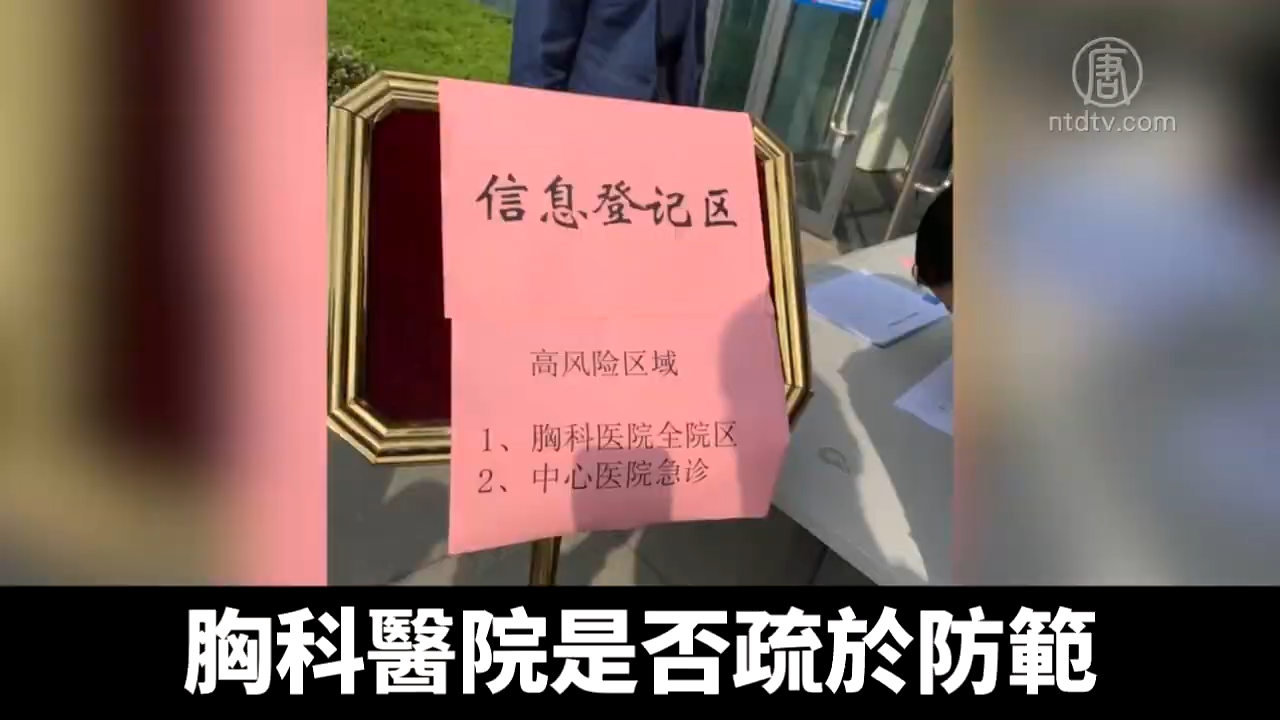 唐
ntdtv.com
信息登记区
高风险区域
1、胸科医院全院区
2、中心医院急诊
胸科醫院是否疏於防範